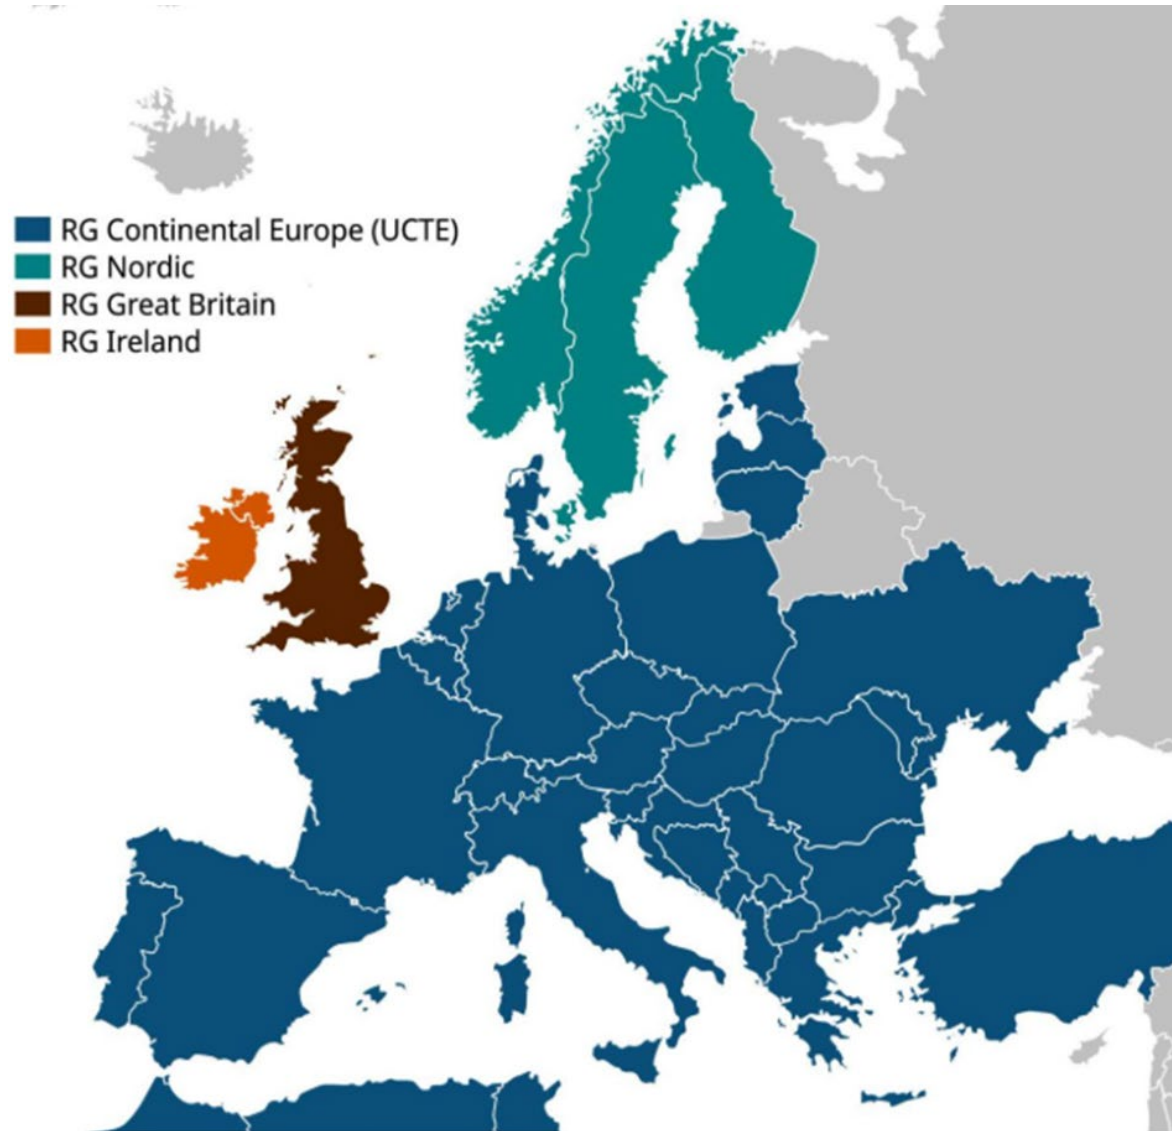 RG Continental Europe (UCTE)
RG Nordic
RG Great Britain
RG Ireland